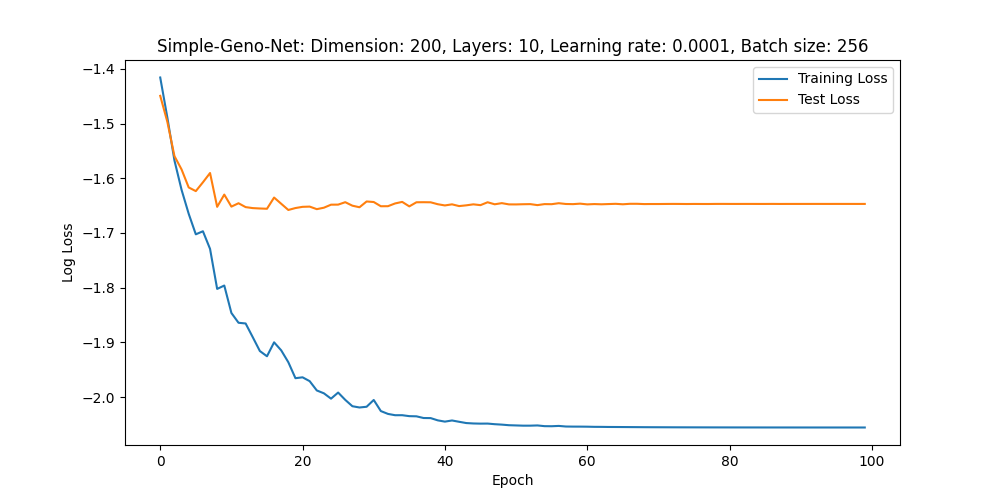 Simple-Geno-Net: Dimension: 200, Layers: 10, Learning rate: 0.0001, Batch size: 256
Training Loss
Test Loss
−1.4
−1.5
−1.6
−1.7
−1.8
−1.9
−2.0
Log Loss
0 20 40 60 80 100
Epoch